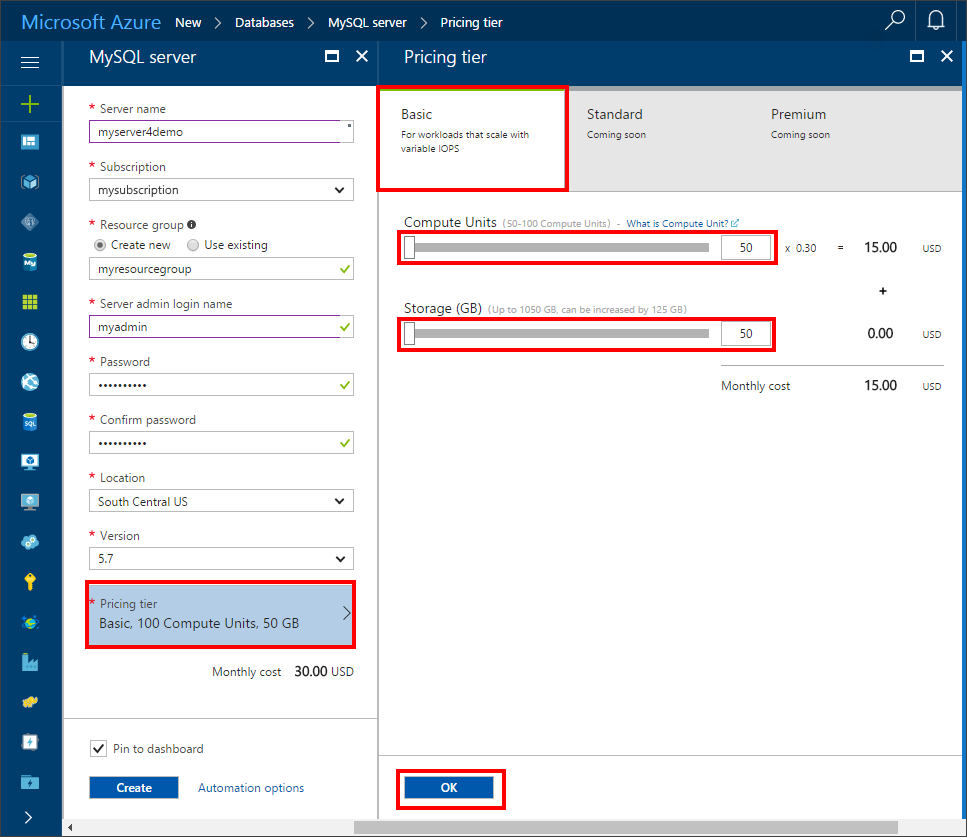 Microsoft Azure New > Databases > MySQL server > Pricing tier
MySQL server
* Server name
myserver4demo
* Subscription
mysubscription
* Resource group
Create new Use existing
myresourcegroup
* Server admin login name
myadmin
* Password
••••••••••
* Confirm password
••••••••••
* Location
South Central US
* Version
5.7
* Pricing tier
Basic, 100 Compute Units, 50 GB
Monthly cost 30.00 USD
Pin to dashboard
Create Automation options
Pricing tier
Basic
For workloads that scale with
variable IOPS
Standard
Coming soon
Premium
Coming soon
Compute Units (50-100 Compute Units) - What is Compute Unit?
50 x 0.30 = 15.00 USD
+
Storage (GB) (Up to 1050 GB, can be increased by 125 GB)
50 0.00 USD
Monthly cost 15.00 USD
OK
My
SQL